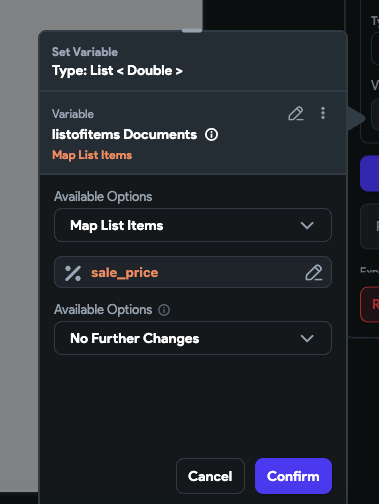 Set Variable
Type: List < Double >
Variable
listofitems Documents
Map List Items
Available Options
Map List Items
sale_price
Available Options
No Further Changes
Cancel
Confirm